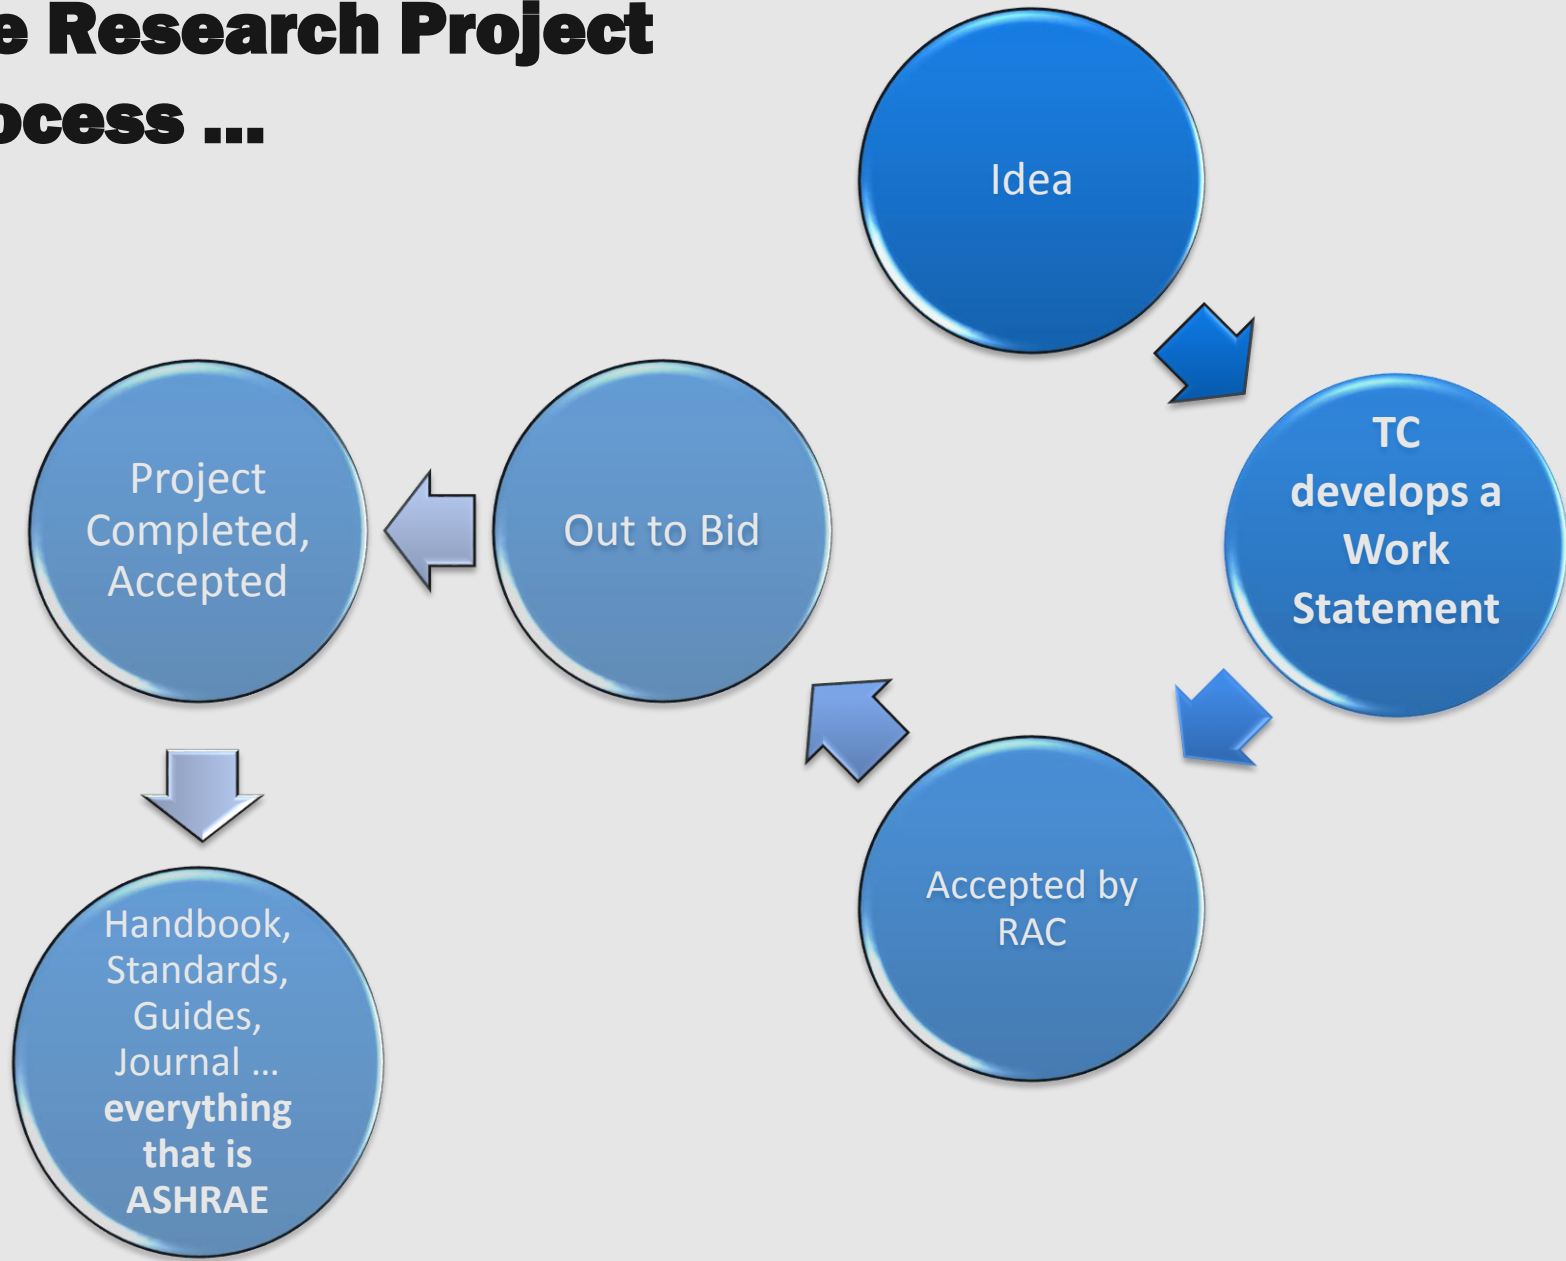 e Research Project
ocess ...
Idea
TC
develops a
Work
Statement
Accepted by
RAC
Out to Bid
Project
Completed,
Accepted
Handbook,
Standards,
Guides,
Journal ...
everything
that is
ASHRAE